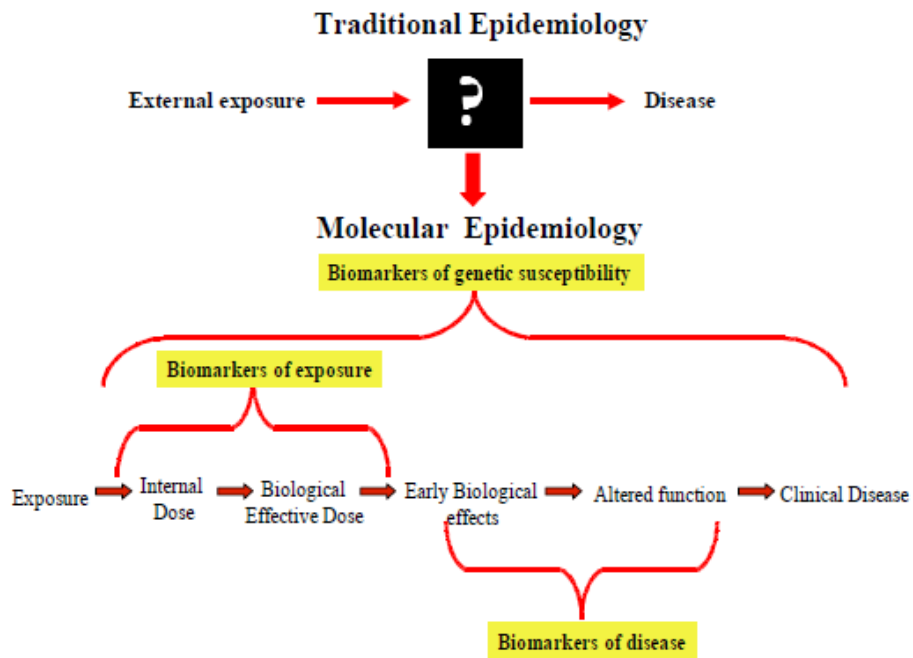 Traditional Epidemiology
External exposure
?
Disease
Molecular Epidemiology
Biomarkers of genetic susceptibility
Biomarkers of exposure
Exposure
Internal
Dose
Biological
Effective Dose
Early Biological
effects
Altered function
Clinical Disease
Biomarkers of disease